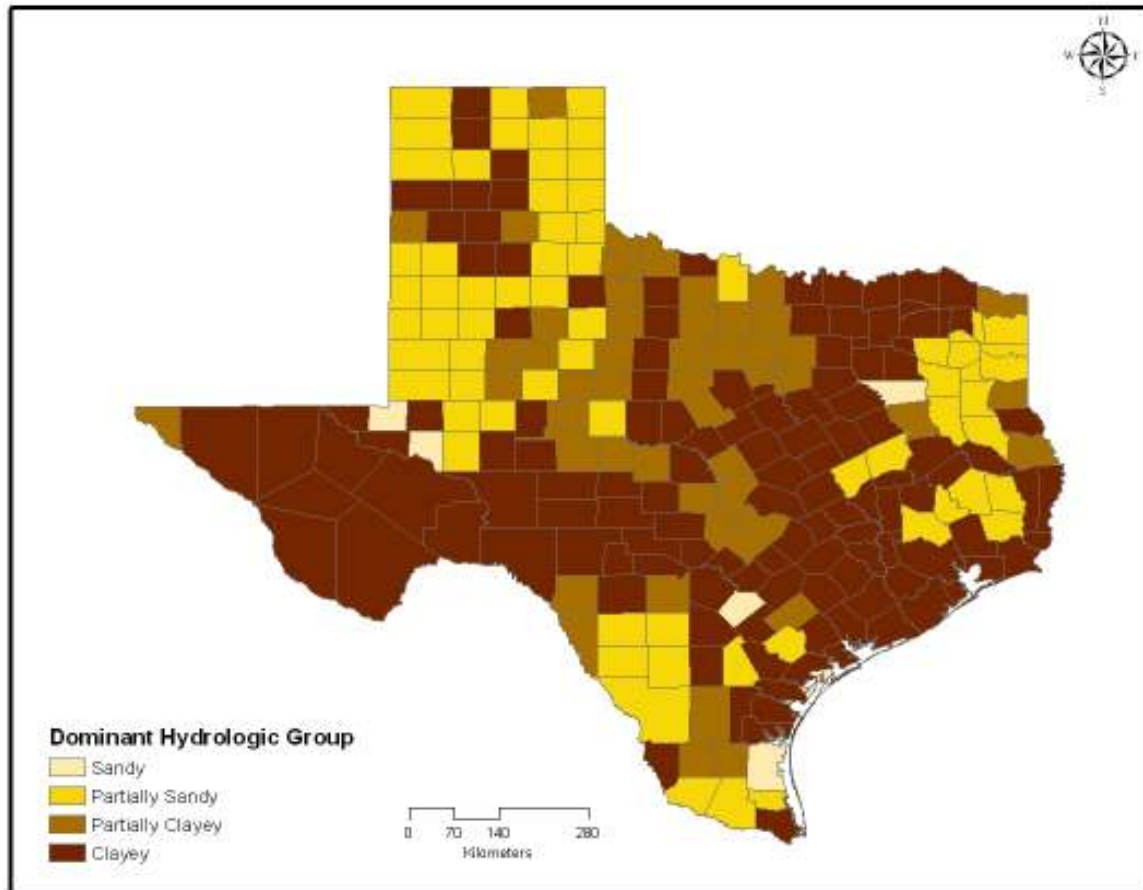 N
W
S
Dominant Hydrologic Group
Sandy
Partially Sandy
Partially Clayey
Clayey
0 70 140 280
Kilometers